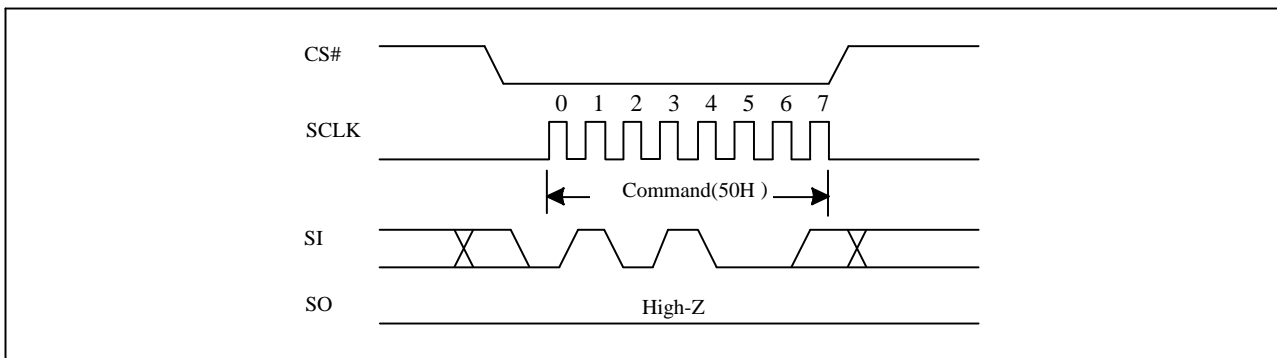 CS#
0 1 2 3 4 5 6 7
SCLK
Command(50H )
SI
SO High-Z